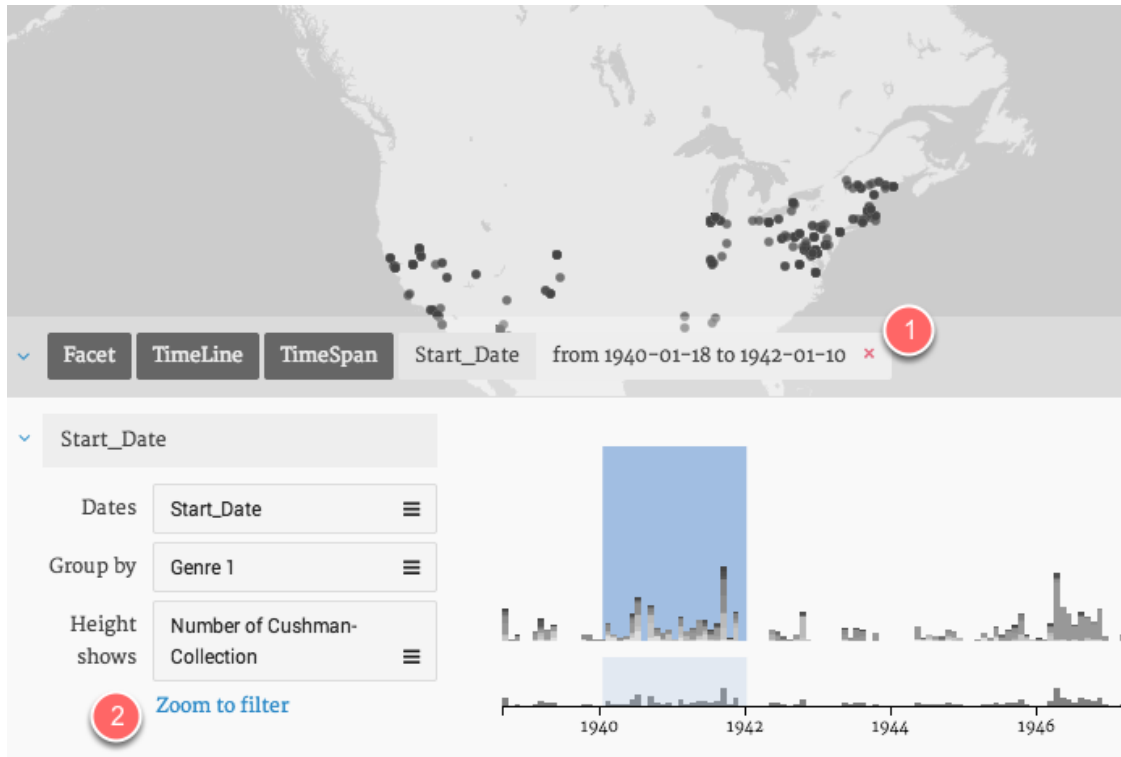 1
Facet TimeLine TimeSpan Start_Date from 1940-01-18 to 1942-01-10 ×
Start_Date
Dates Start_Date
Group by Genre 1
Height shows
Number of Cushman-
Collection
2 Zoom to filter
1940 1942 1944 1946